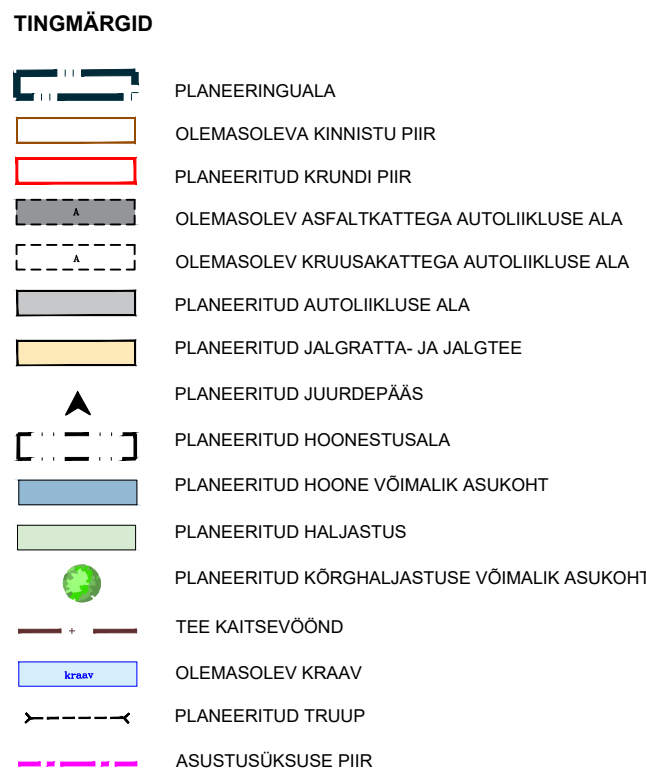 TINGMÄRGID
PLANEERINGUALA
OLEMASOLEVA KINNISTU PIIR
PLANEERITUD KRUNDI PIIR
A OLEMASOLEV ASFALTKATTEGA AUTOLIIKLUSE ALA
A OLEMASOLEV KRUUSAKATTEGA AUTOLIIKLUSE ALA
PLANEERITUD AUTOLIIKLUSE ALA
PLANEERITUD JALGRATTA- JA JALGTEE
PLANEERITUD JUURDEPÄÄS
PLANEERITUD HOONESTUSALA
PLANEERITUD HOONE VÕIMALIK ASUKOHT
PLANEERITUD HALJASTUS
PLANEERITUD KÕRGHALJASTUSE VÕIMALIK ASUKOHT
TEE KAITSEVÖÖND
kraav OLEMASOLEV KRAAV
PLANEERITUD TRUUP
ASUSTUSÜKSUSE PIIR